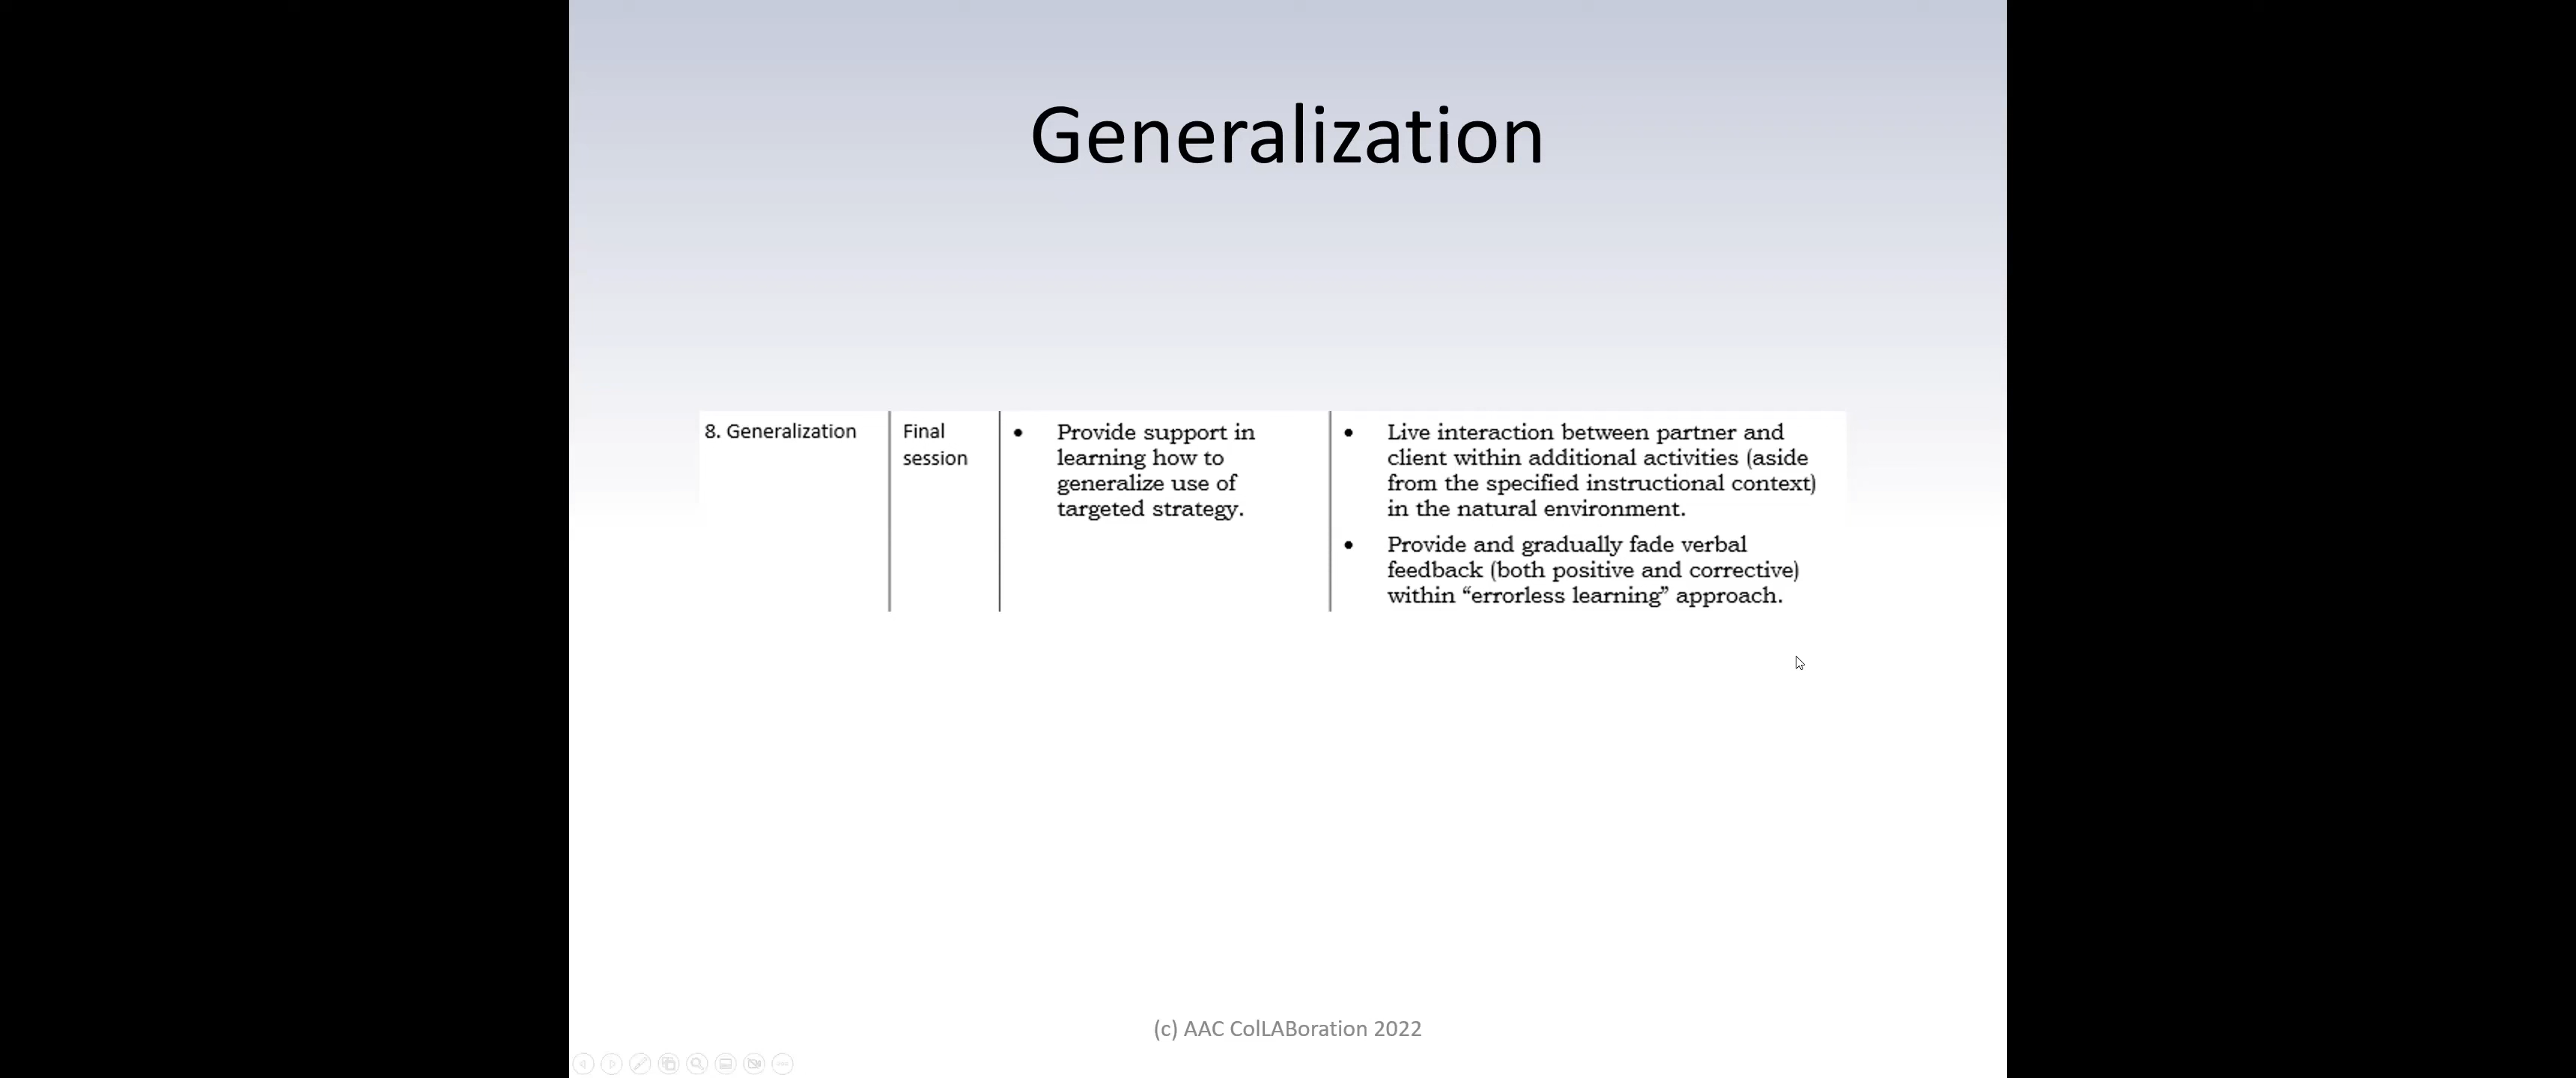 Generalization
8. Generalization
Final
session
• Provide support in
learning how to
generalize use of
targeted strategy.
• Live interaction between partner and
client within additional activities (aside
from the specified instructional context)
in the natural environment.
• Provide and gradually fade verbal
feedback (both positive and corrective)
within “errorless learning” approach.
(c) AAC ColLABoration 2022